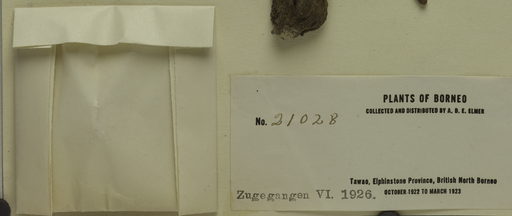 PLANTS OF BORNEO
COLLECTED AND DISTRIBUTED BY A. D. E. ELMER
No. 21028
Tawao, Elphinstone Province, British North Borneo
OCTOBER 1922 TO MARCH 1923
Zugegangen VI. 1926.